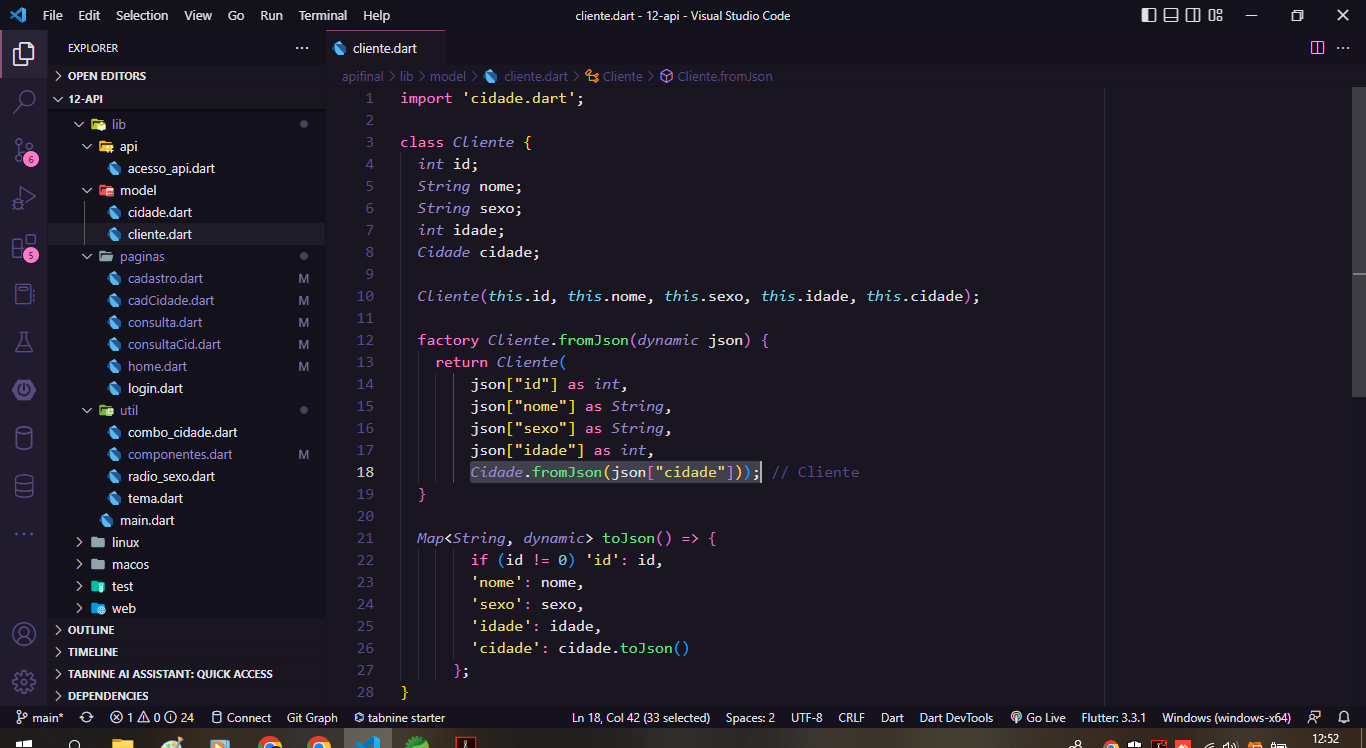 File Edit Selection View Go Run Terminal Help
cliente.dart - 12-api - Visual Studio Code
EXPLORER
OPEN EDITORS
12-API
lib
api
acesso_api.dart
model
cidade.dart
cliente.dart
paginas
cadastro.dart M
cadCidade.dart M
consulta.dart M
consultaCid.dart M
home.dart M
login.dart
util
combo_cidade.dart
componentes.dart M
radio_sexo.dart
tema.dart
main.dart
linux
macos
test
web
OUTLINE
TIMELINE
TABNINE AI ASSISTANT: QUICK ACCESS
DEPENDENCIES
6
5
cliente.dart
apifinal > lib > model > cliente.dart > Cliente > Cliente.fromJson
1 import 'cidade.dart';
2
3 class Cliente {
4 int id;
5 String nome;
6 String sexo;
7 int idade;
8 Cidade cidade;
9
10 Cliente(this.id, this.nome, this.sexo, this.idade, this.cidade);
11
12 factory Cliente.fromJson(dynamic json) {
13 return Cliente(
14 json["id"] as int,
15 json["nome"] as String,
16 json["sexo"] as String,
17 json["idade"] as int,
18 Cidade.fromJson(json["cidade"])); // Cliente
19 }
20
21 Map<String, dynamic> toJson() => {
22 if (id != 0) 'id': id,
23 'nome': nome,
24 'sexo': sexo,
25 'idade': idade,
26 'cidade': cidade.toJson()
27 };
28 }
main* 1 0 24 Connect Git Graph tabnine starter Ln 18, Col 42 (33 selected) Spaces: 2 UTF-8 CRLF Dart Dart DevTools Go Live Flutter: 3.3.1 Windows (windows-x64)
12:52